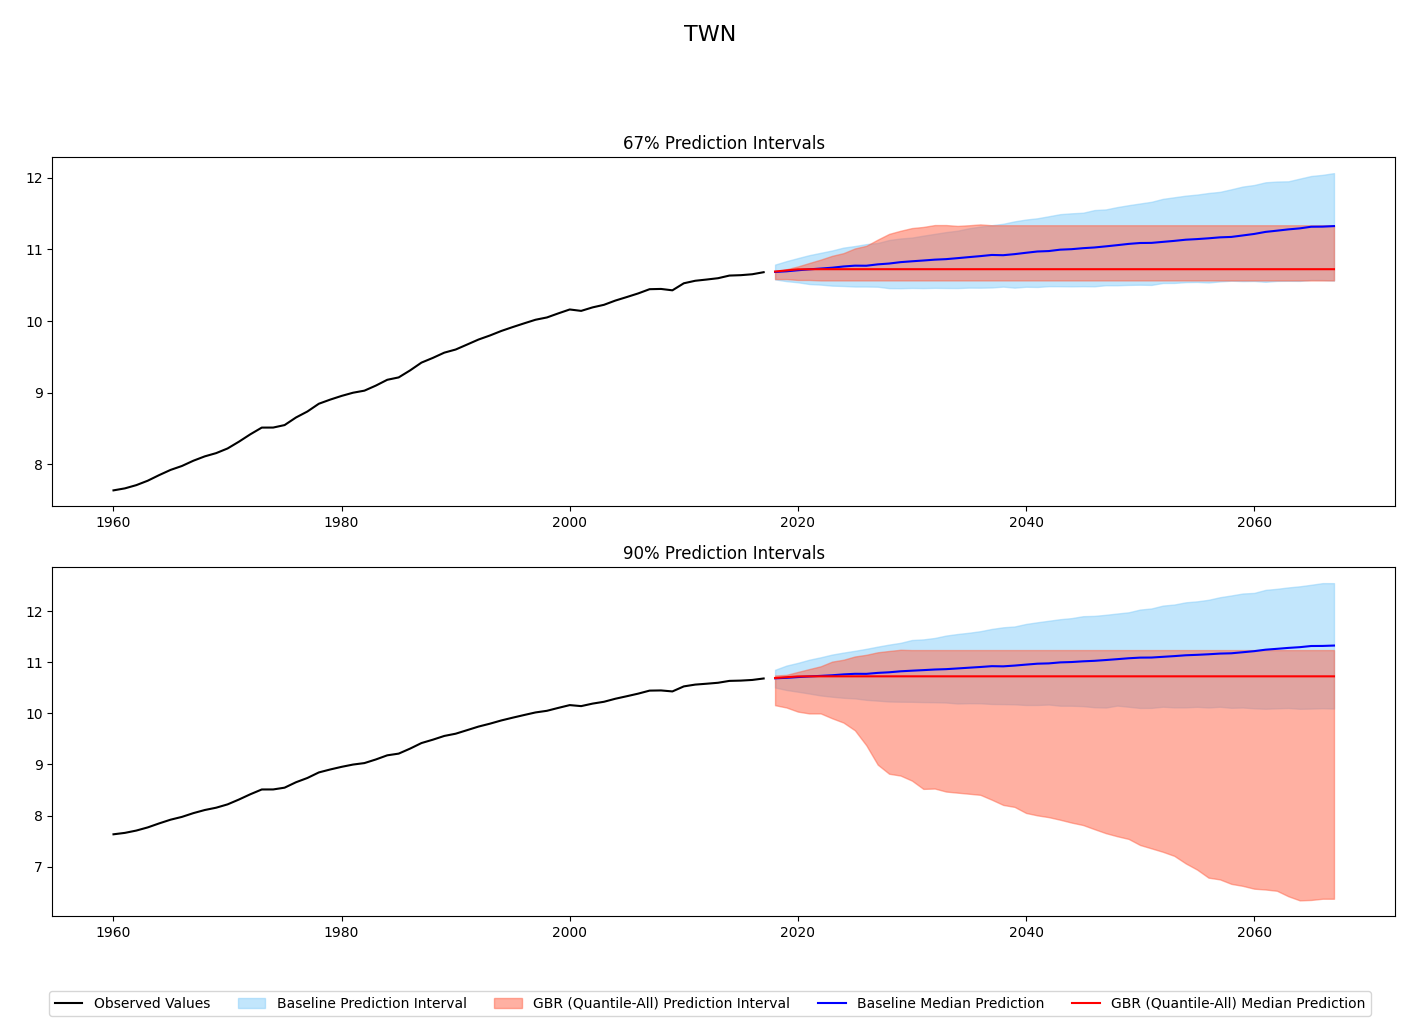 TWN
67% Prediction Intervals
12
11
10
9
8
1960 1980 2000 2020 2040 2060
90% Prediction Intervals
12
11
10
9
8
7
1960 1980 2000 2020 2040 2060
Observed Values Baseline Prediction Interval GBR (Quantile-All) Prediction Interval Baseline Median Prediction GBR (Quantile-All) Median Prediction